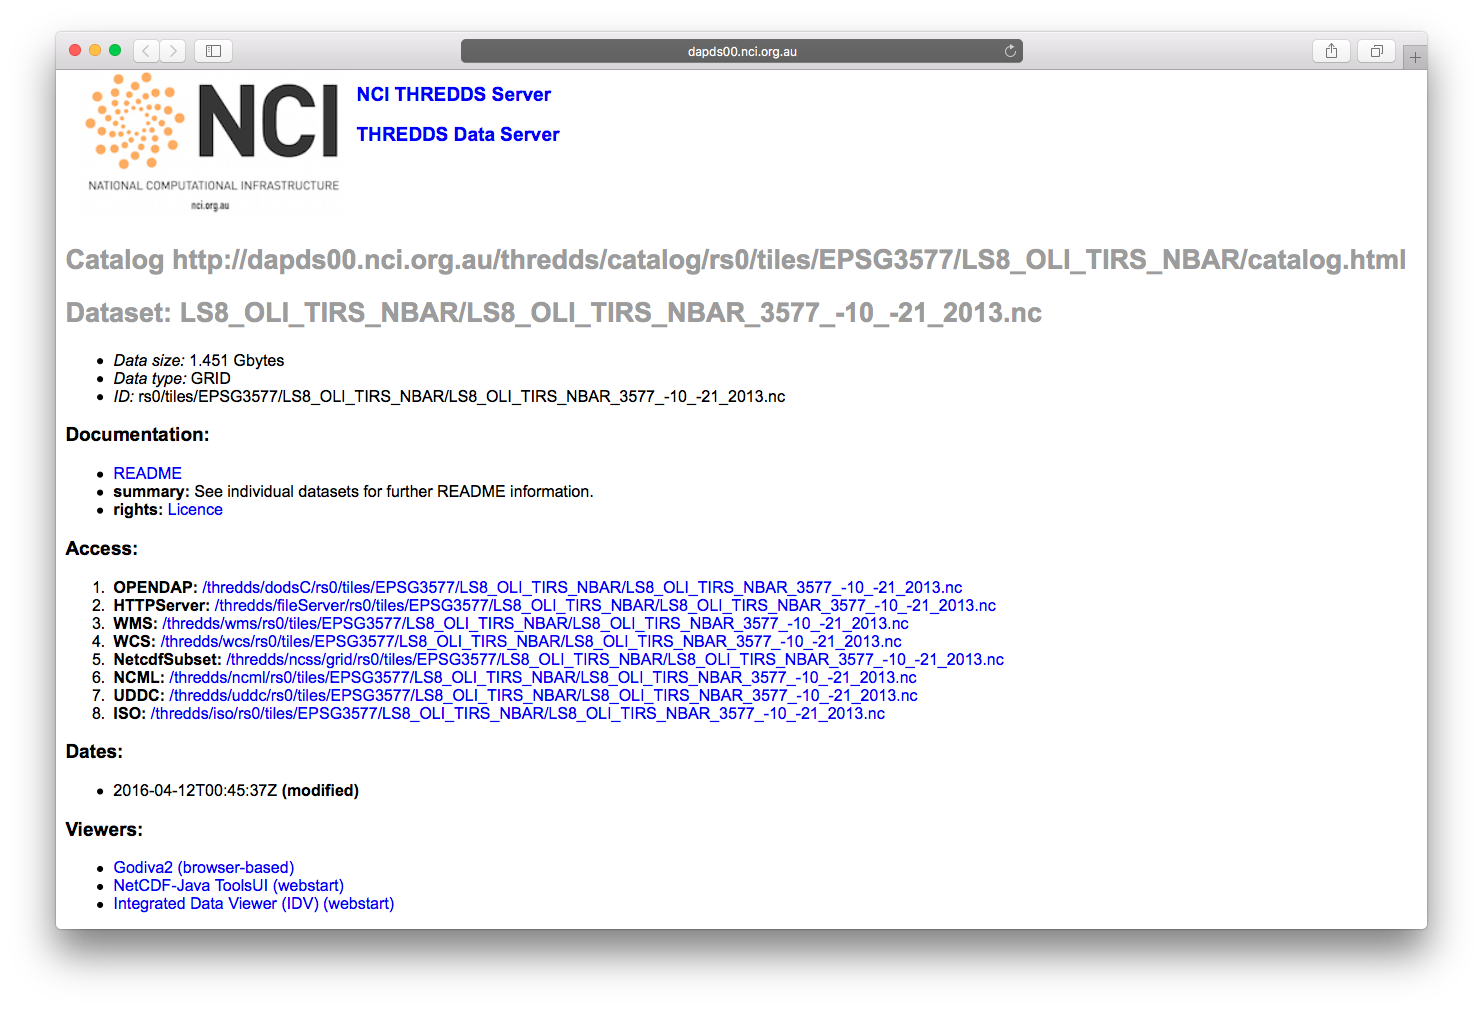 dapds00.nci.org.au
NCI
NATIONAL COMPUTATIONAL INFRASTRUCTURE
nci.org.au
NCI THREDDS Server
THREDDS Data Server
Catalog http://dapds00.nci.org.au/thredds/catalog/rs0/tiles/EPSG3577/LS8_OLI_TIRS_NBAR/catalog.html
Dataset: LS8_OLI_TIRS_NBAR/LS8_OLI_TIRS_NBAR_3577_-10_-21_2013.nc
• Data size: 1.451 Gbytes
• Data type: GRID
• ID: rs0/tiles/EPSG3577/LS8_OLI_TIRS_NBAR/LS8_OLI_TIRS_NBAR_3577_-10_-21_2013.nc
Documentation:
• README
• summary: See individual datasets for further README information.
• rights: Licence
Access:
1. OPENDAP: /thredds/dodsC/rs0/tiles/EPSG3577/LS8_OLI_TIRS_NBAR/LS8_OLI_TIRS_NBAR_3577_-10_-21_2013.nc
2. HTTPServer: /thredds/fileServer/rs0/tiles/EPSG3577/LS8_OLI_TIRS_NBAR/LS8_OLI_TIRS_NBAR_3577_-10_-21_2013.nc
3. WMS: /thredds/wms/rs0/tiles/EPSG3577/LS8_OLI_TIRS_NBAR/LS8_OLI_TIRS_NBAR_3577_-10_-21_2013.nc
4. WCS: /thredds/wcs/rs0/tiles/EPSG3577/LS8_OLI_TIRS_NBAR/LS8_OLI_TIRS_NBAR_3577_-10_-21_2013.nc
5. NetcdfSubset: /thredds/ncss/grid/rs0/tiles/EPSG3577/LS8_OLI_TIRS_NBAR/LS8_OLI_TIRS_NBAR_3577_-10_-21_2013.nc
6. NCML: /thredds/ncml/rs0/tiles/EPSG3577/LS8_OLI_TIRS_NBAR/LS8_OLI_TIRS_NBAR_3577_-10_-21_2013.nc
7. UDDC: /thredds/uddc/rs0/tiles/EPSG3577/LS8_OLI_TIRS_NBAR/LS8_OLI_TIRS_NBAR_3577_-10_-21_2013.nc
8. ISO: /thredds/iso/rs0/tiles/EPSG3577/LS8_OLI_TIRS_NBAR/LS8_OLI_TIRS_NBAR_3577_-10_-21_2013.nc
Dates:
• 2016-04-12T00:45:37Z (modified)
Viewers:
• Godiva2 (browser-based)
• NetCDF-Java ToolsUI (webstart)
• Integrated Data Viewer (IDV) (webstart)